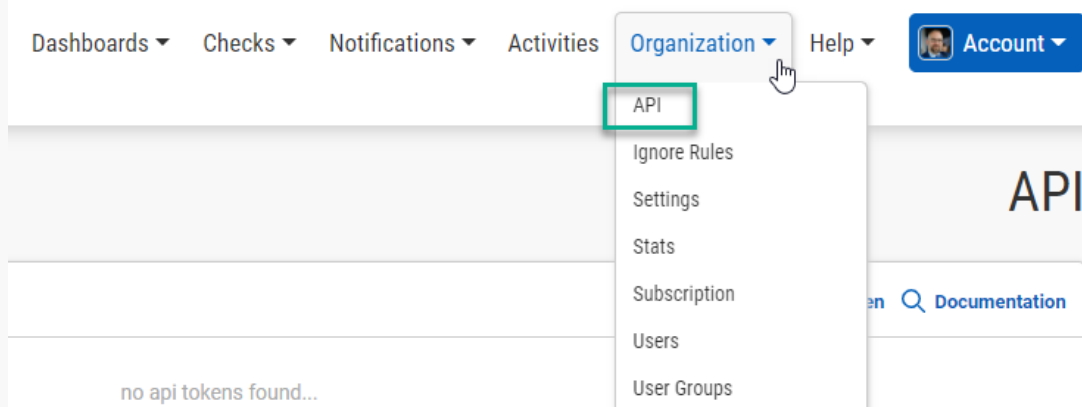 Dashboards Checks Notifications Activities Organization Help Account
API
Ignore Rules
API
Settings
Stats
Subscription
en Documentation
Users
no api tokens found...
User Groups